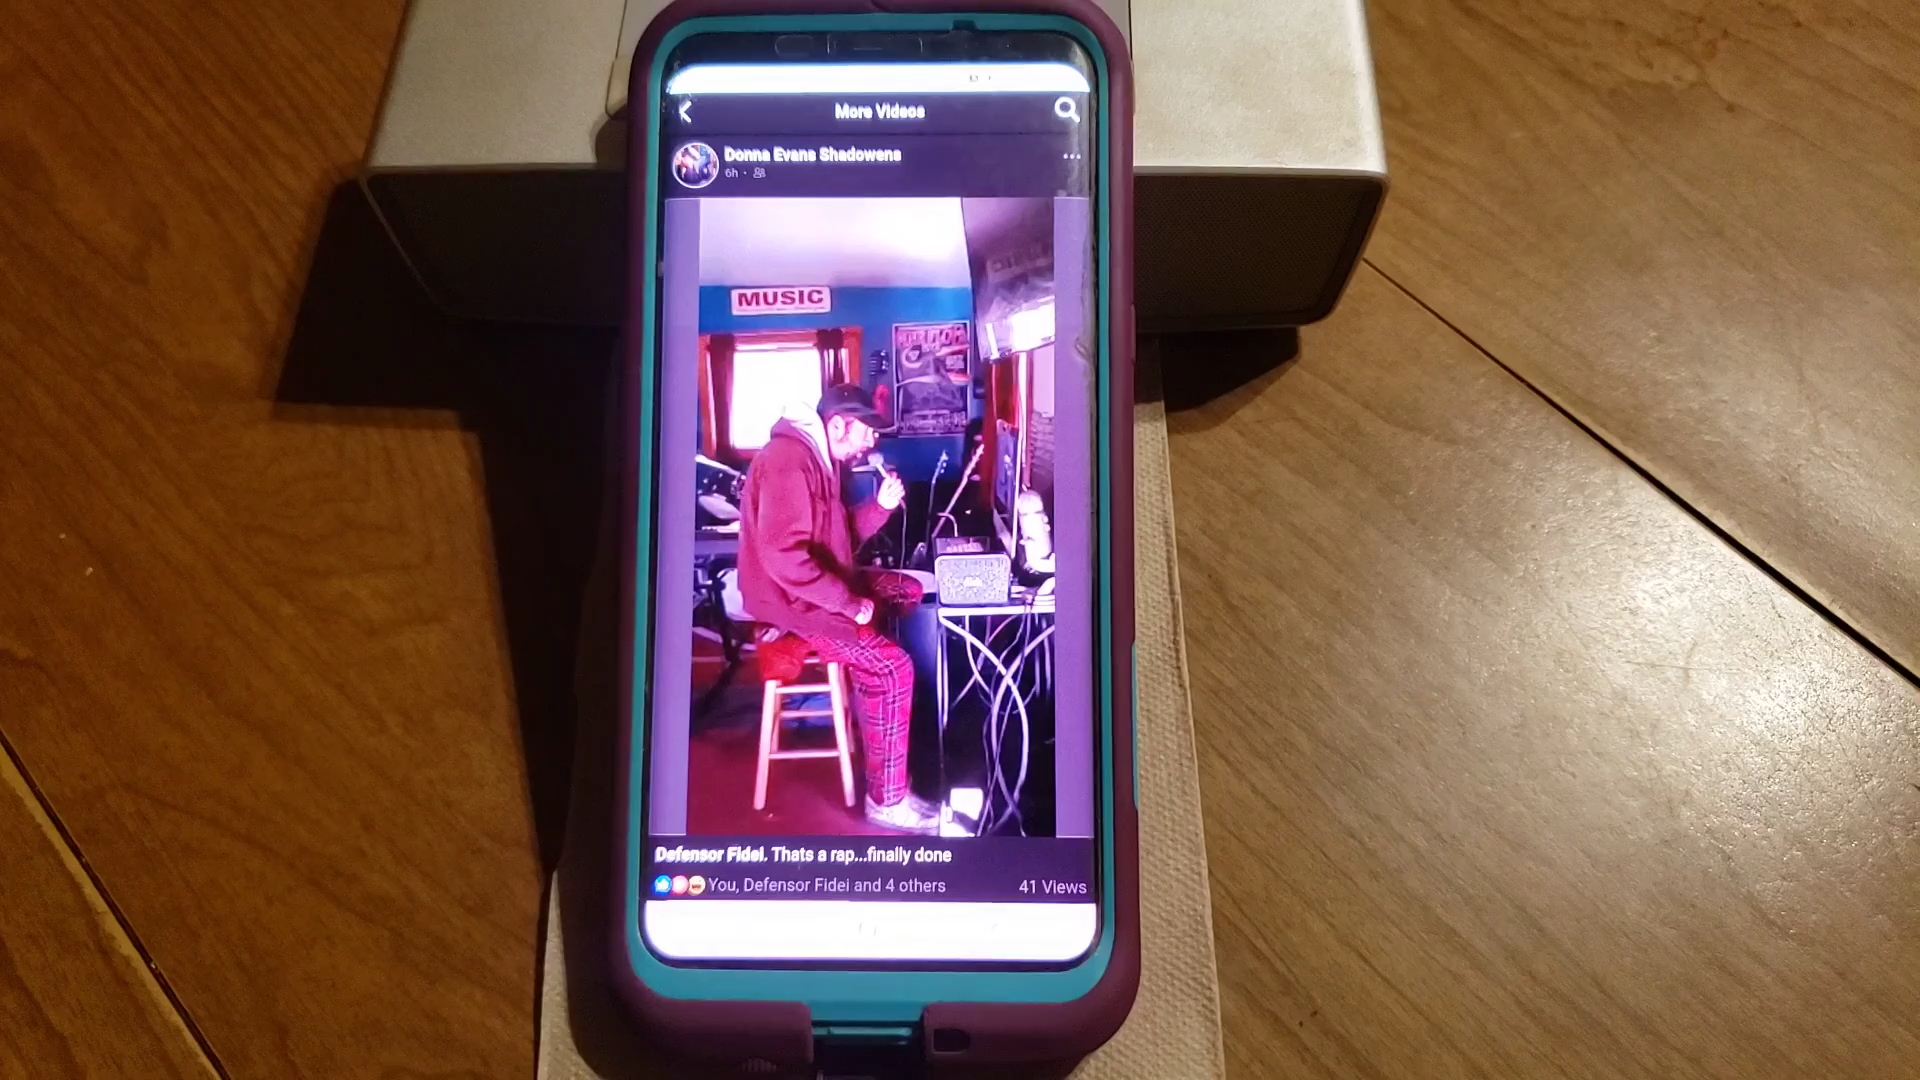 More Videos
Donna Evans Shadowens
6h
MUSIC
Defensor Fidei. Thats a rap...finally done
You, Defensor Fidei and 4 others
41 Views